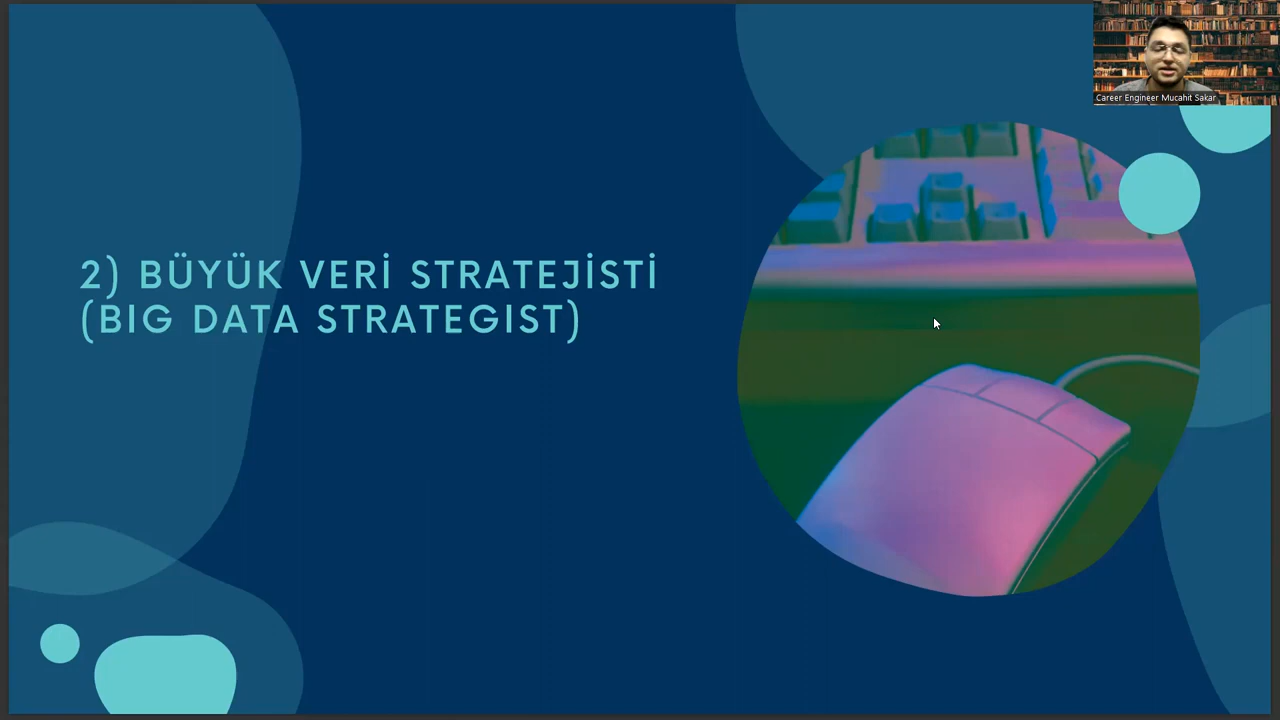 Career Engineer Mucahit Sakar
2) BÜYÜK VERİ STRATEJİSTİ
(BIG DATA STRATEGIST)